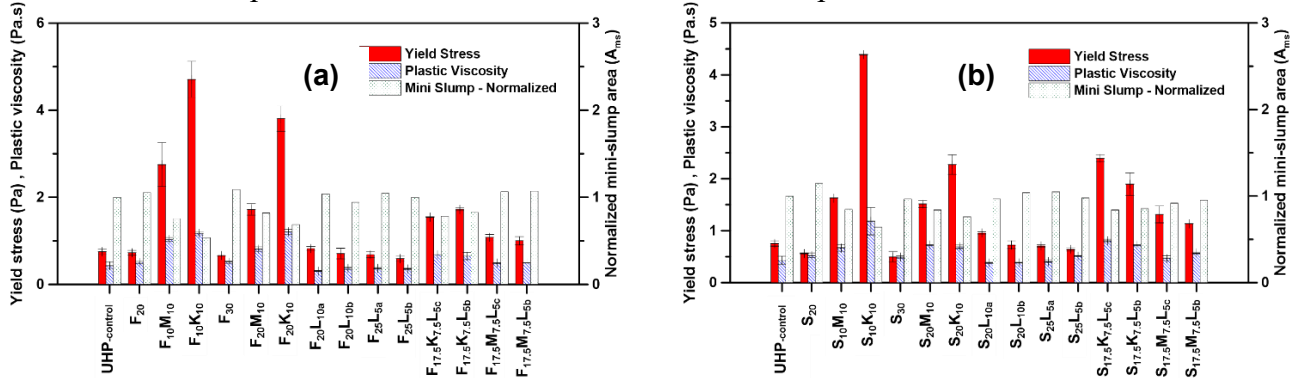 Yield stress (Pa) , Plastic viscosity (Pa.s)
6
5
4
3
2
1
0
(a)
Yield Stress
Plastic Viscosity
Mini Slump - Normalized
3
2
1
0
Normalized mini-slump area (Ams)
UHP-control
F20
F10M10
F10K10
F30
F20M10
F20K10
F20L10a
F20L10b
F25L5a
F25L5b
F17.5K7.5L5c
F17.5K7.5L5b
F17.5M7.5L5c
F17.5M7.5L5b
Yield stress (Pa) , Plastic viscosity (Pa.s)
5
4
3
2
1
0
(b)
Yield Stress
Plastic Viscosity
Mini Slump - Normalized
3
2
1
0
Normalized mini-slump area (Ams)
UHP-control
S20
S10M10
S10K10
S30
S20M10
S20K10
S20L10a
S20L10b
S25L5a
S25L5b
S17.5K7.5L5c
S17.5K7.5L5b
S17.5M7.5L5c
S17.5M7.5L5b